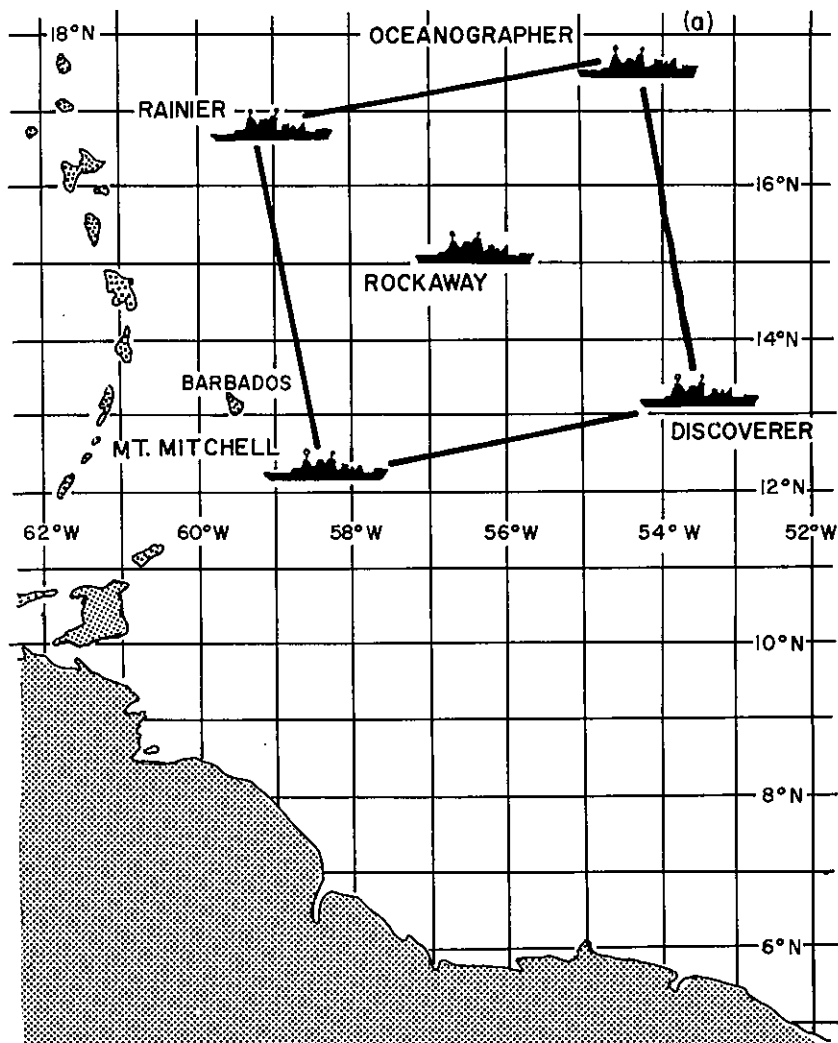 18°N
OCEANOGRAPHER
(a)
RAINIER
16°N
ROCKAWAY
14°N
BARBADOS
MT. MITCHELL
DISCOVERER
12°N
62°W 60°W 58°W 56°W 54°W 52°W
10°N
8°N
6°N